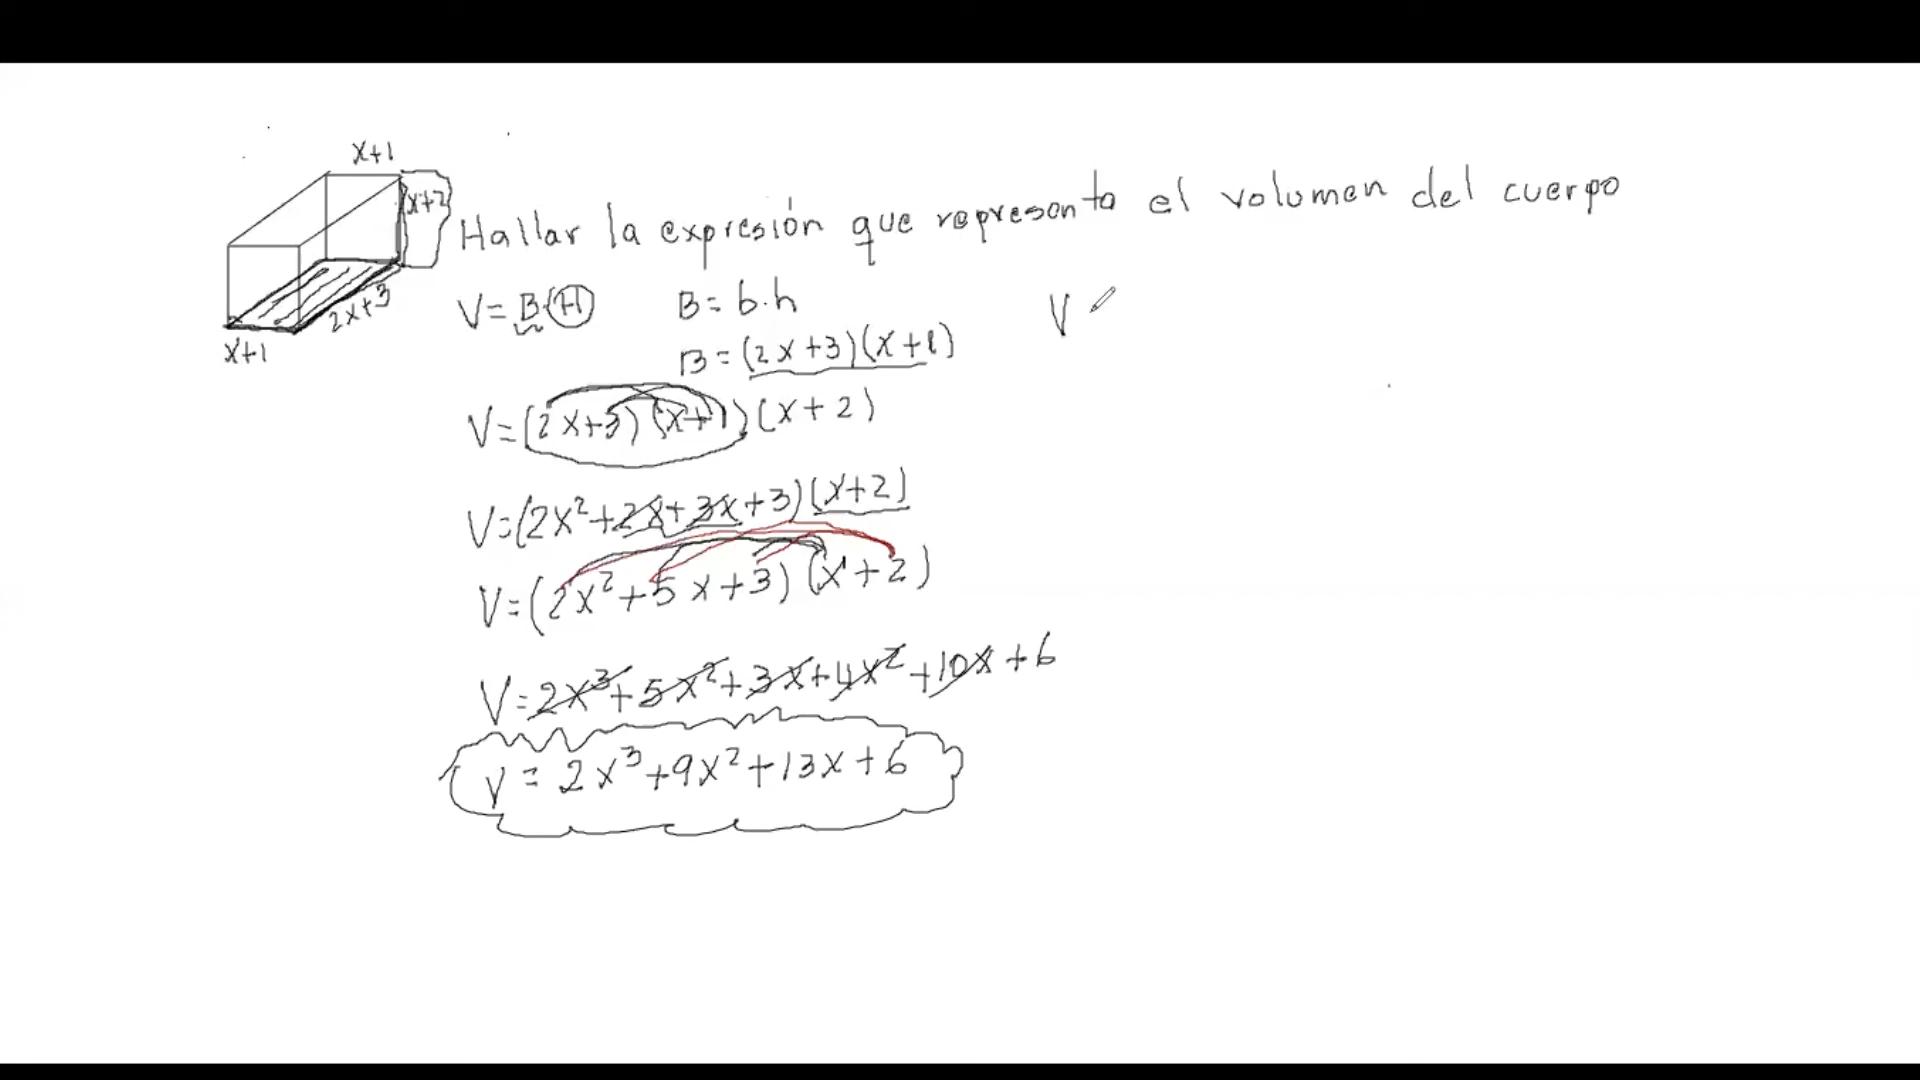 x+1
x+2
Hallar la expresión que representa el volumen del cuerpo
2x+3
x+1
V=B·H B=b·h V
B=(2x+3)(x+1)
V=(2x+3)(x+1)(x+2)
V=(2x²+2x+3x+3)(x+2)
V=(2x²+5x+3)(x+2)
V=2x³+5x²+3x+4x²+10x+6
V=2x³+9x²+13x+6